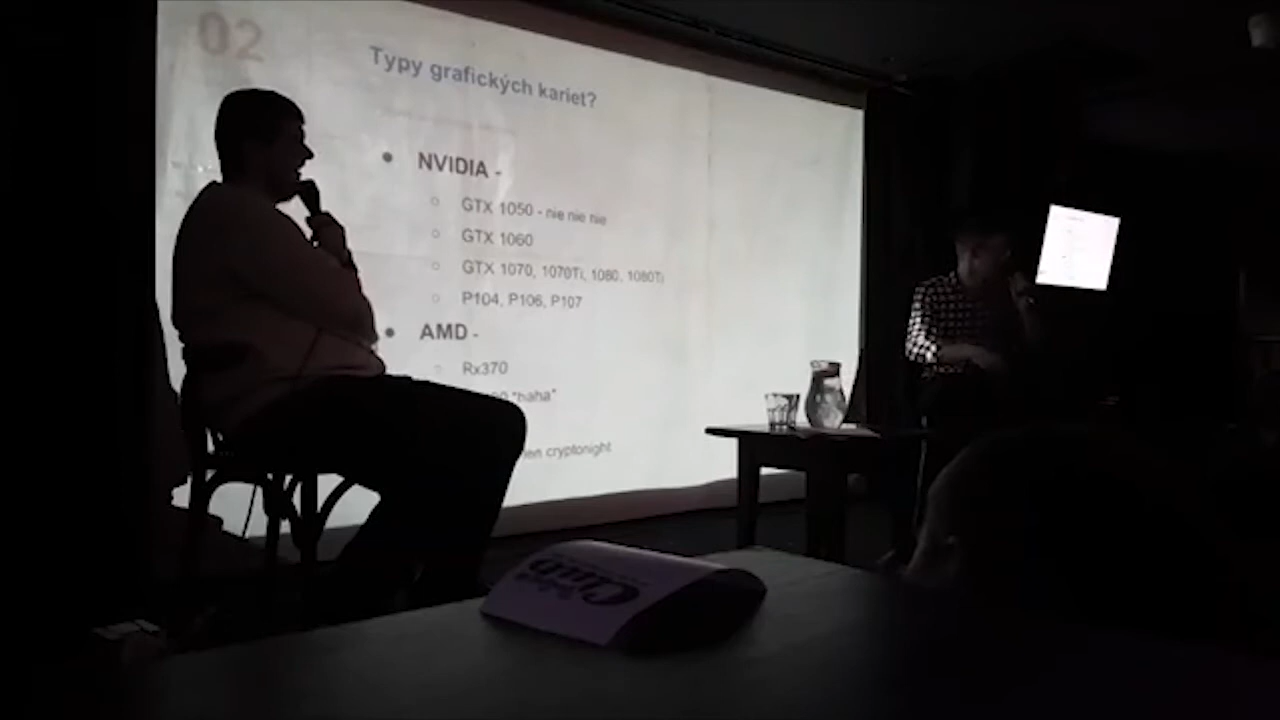 02
Typy grafických kariet?
NVIDIA -
GTX 1050 - nie nie nie
GTX 1060
GTX 1070, 1070Ti, 1080, 1080Ti
P104, P106, P107
AMD -
Rx370
"haha"
cryptonight
Club